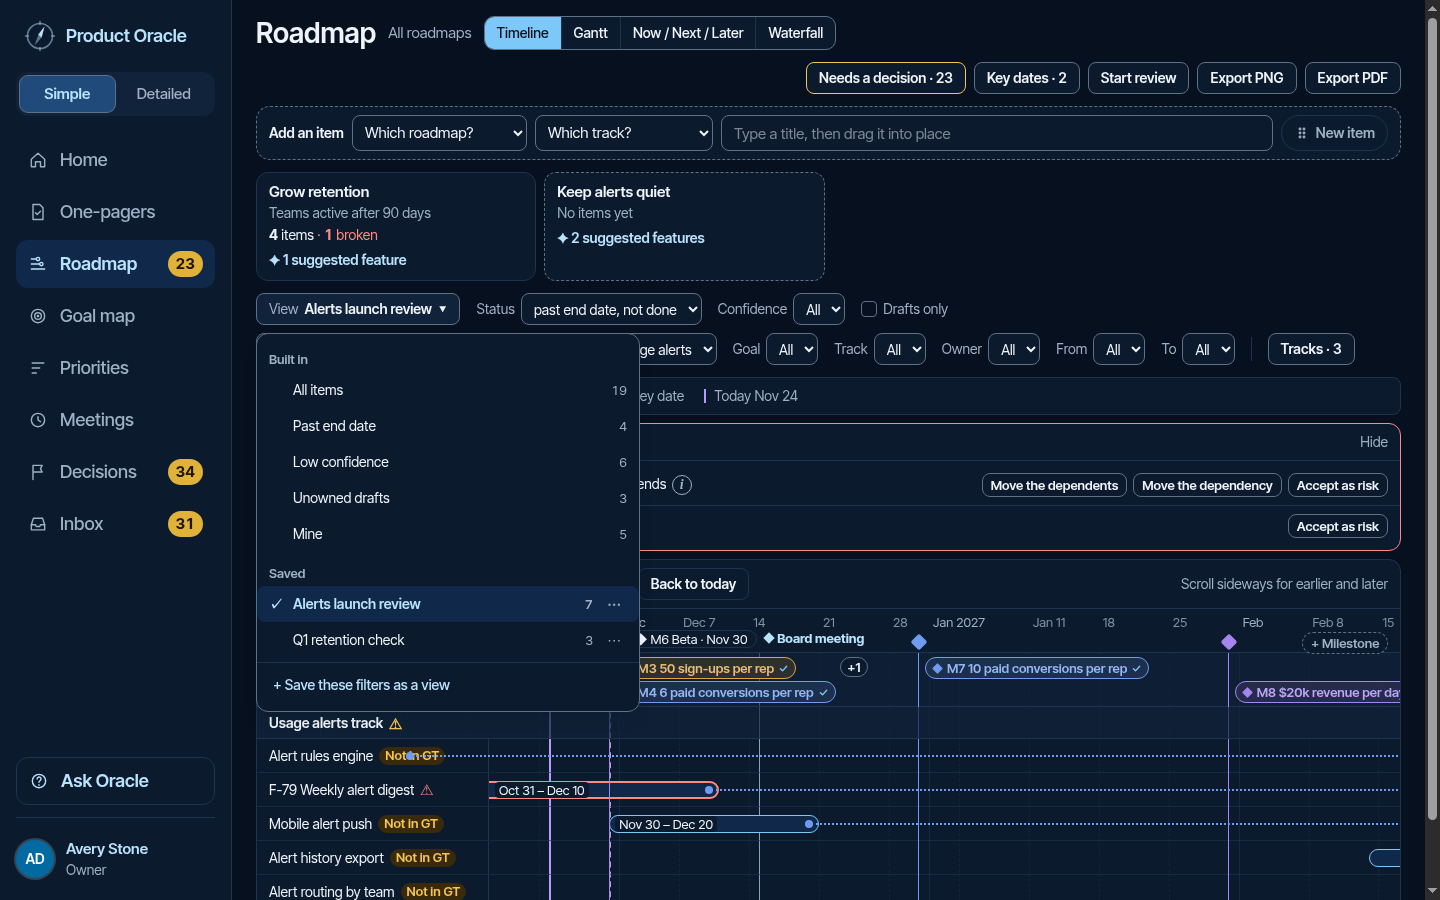 Product Oracle
Simple
Detailed
Home
One-pagers
Roadmap 23
Goal map
Priorities
Meetings
Decisions 34
Inbox 31
Ask Oracle
AD
Avery Stone
Owner
Roadmap All roadmaps Timeline Gantt Now / Next / Later Waterfall
Needs a decision · 23 Key dates · 2 Start review Export PNG Export PDF
Add an item Which roadmap? Which track? Type a title, then drag it into place New item
Grow retention
Teams active after 90 days
4 items · 1 broken
1 suggested feature
Keep alerts quiet
No items yet
2 suggested features
View Alerts launch review Status past end date, not done Confidence All Drafts only
ge alerts Goal All Track All Owner All From All To All Tracks · 3
Built in
All items 19
Past end date 4
Low confidence 6
Unowned drafts 3
Mine 5
Saved
✓ Alerts launch review 7 ···
Q1 retention check 3 ···
+ Save these filters as a view
ey date Today Nov 24
Hide
ends i Move the dependents Move the dependency Accept as risk
Accept as risk
Back to today Scroll sideways for earlier and later
c Dec 7 14 21 28 Jan 2027 Jan 11 18 25 Feb Feb 8 15
M6 Beta · Nov 30 Board meeting + Milestone
M3 50 sign-ups per rep ✓ +1 M7 10 paid conversions per rep ✓
M4 6 paid conversions per rep ✓ M8 $20k revenue per da
Usage alerts track
Alert rules engine Not in GT
F-79 Weekly alert digest Oct 31 – Dec 10
Mobile alert push Not in GT Nov 30 – Dec 20
Alert history export Not in GT
Alert routing by team Not in GT